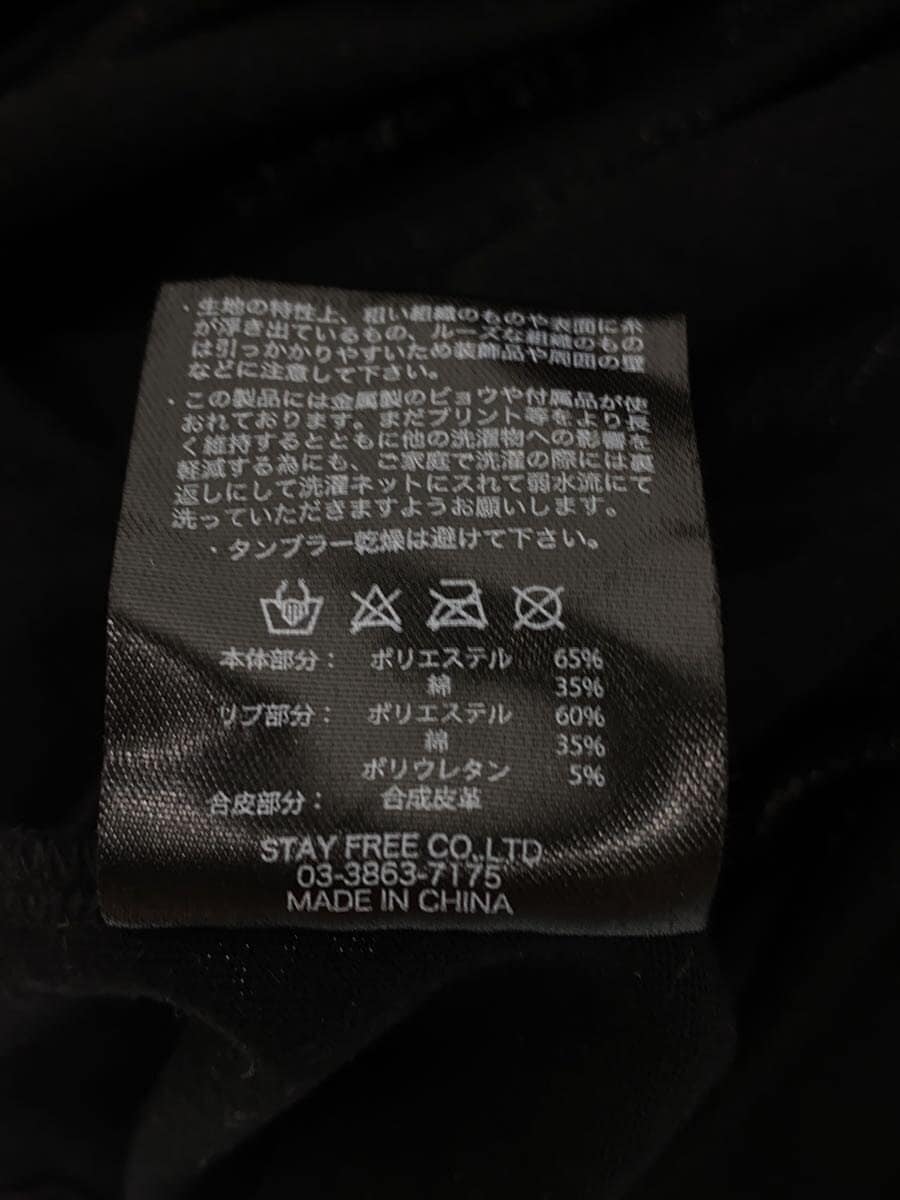 ・生地の特性上、粗い組織のものや表面に糸
が浮き出ているもの、ルーズな組織のもの
は引っかかりやすいため装飾品や周囲の壁
などに注意して下さい。
・この製品には金属製のビョウや付属品が使
われております。まだプリント等をより長
く維持するとともに他の洗濯物への影響を
軽減する為にも、ご家庭で洗濯の際には裏
返しにして洗濯ネットにスれて弱水流にて
洗っていただきますようお願いします。
・タンブラー乾燥は避けて下さい。
本体部分： ポリエステル 65%
綿 35%
リブ部分： ポリエステル 60%
綿 35%
ポリウレタン 5%
合皮部分： 合成皮革
STAY FREE CO.,LTD
03-3863-7175
MADE IN CHINA